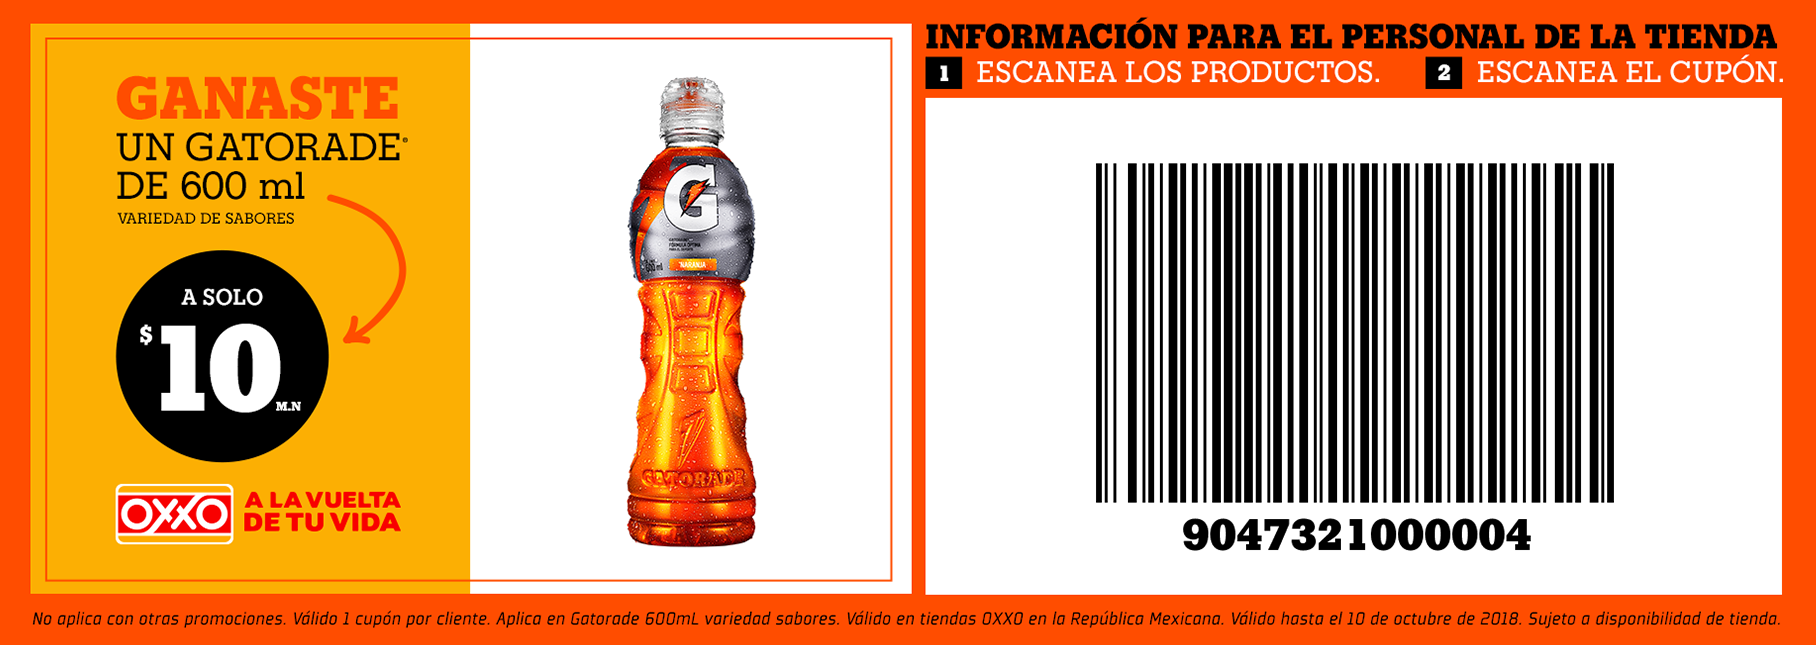 GANASTE
UN GATORADE®
DE 600 ml
VARIEDAD DE SABORES
A SOLO
$10 M.N
OXXO
A LA VUELTA
DE TU VIDA
G
NARANJA
GATORADE
INFORMACIÓN PARA EL PERSONAL DE LA TIENDA
1 ESCANEA LOS PRODUCTOS. 2 ESCANEA EL CUPÓN.
9047321000004
No aplica con otras promociones. Válido 1 cupón por cliente. Aplica en Gatorade 600mL variedad sabores. Válido en tiendas OXXO en la República Mexicana. Válido hasta el 10 de octubre de 2018. Sujeto a disponibilidad de tienda.